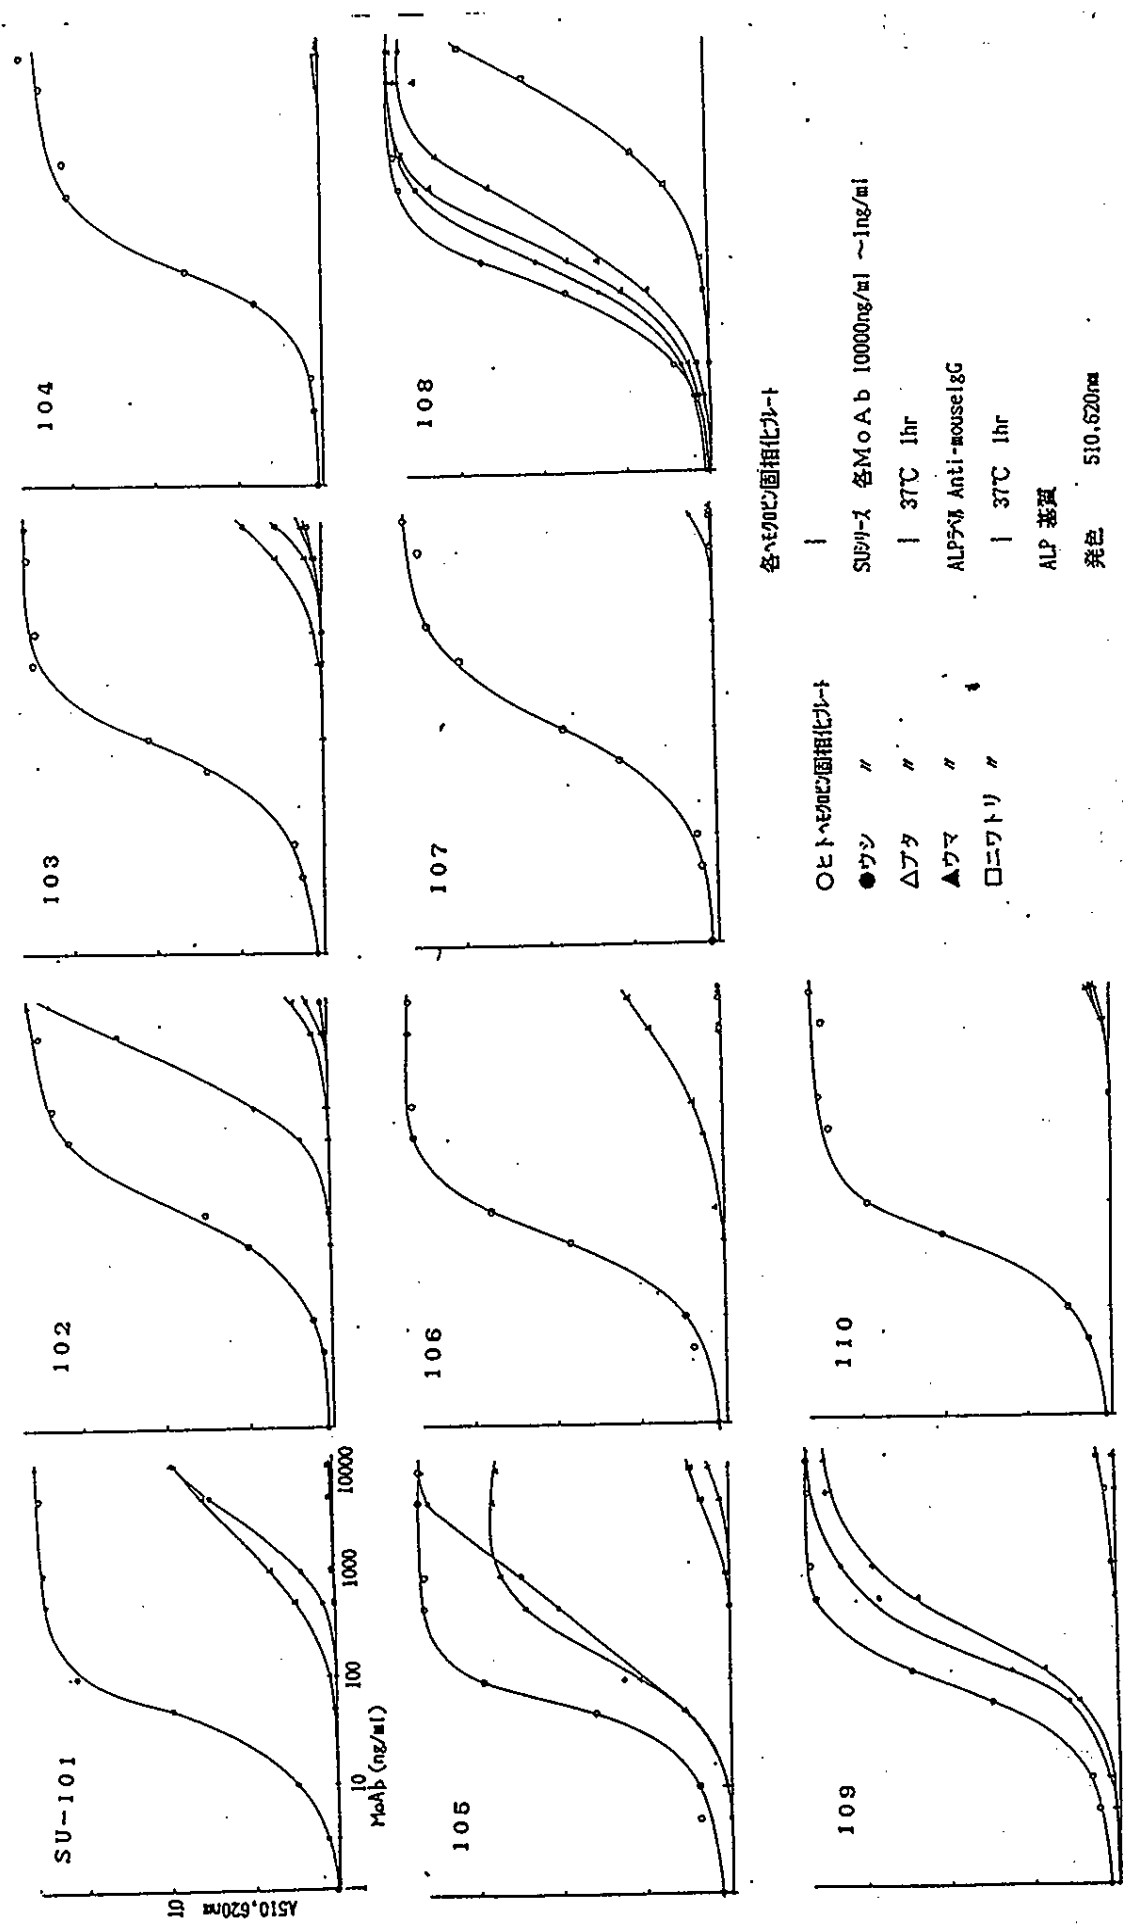 SU-101
102
103
104
A510,620nm
10
1
10
100
1000
10000
MoAb (ng/ml)
105
106
107
108
109
110
○ヒトヘモグロビン固相化プレート
●ウシ 〃
△ブタ 〃
▲ウマ 〃
□ニワトリ 〃
各ヘモグロビン固相化プレート
|
SUシリーズ 各MoAb 10000ng/ml ~1ng/ml
| 37℃ 1hr
ALPラベル Anti-mouseIgG
| 37℃ 1hr
ALP 基質
発色 510,620nm